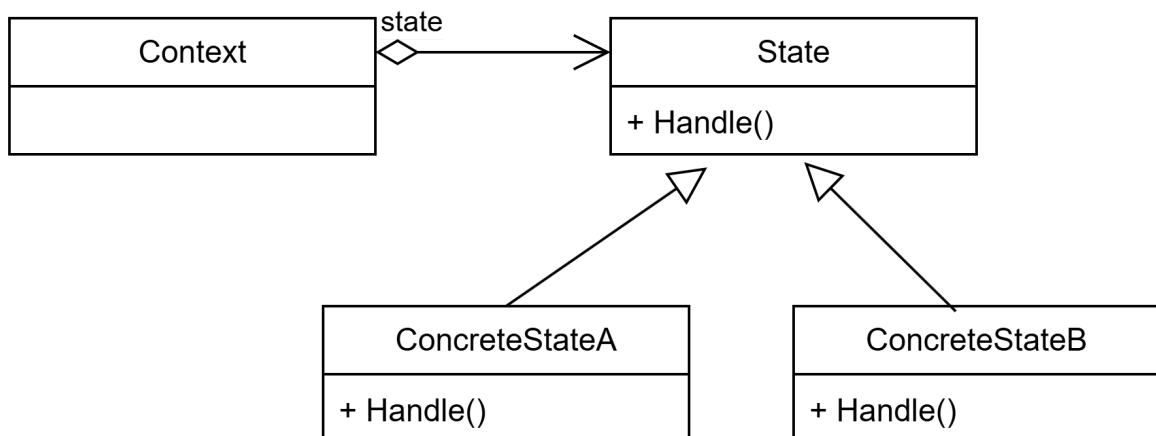 state
Context
State
+ Handle()
ConcreteStateA
ConcreteStateB
+ Handle()
+ Handle()